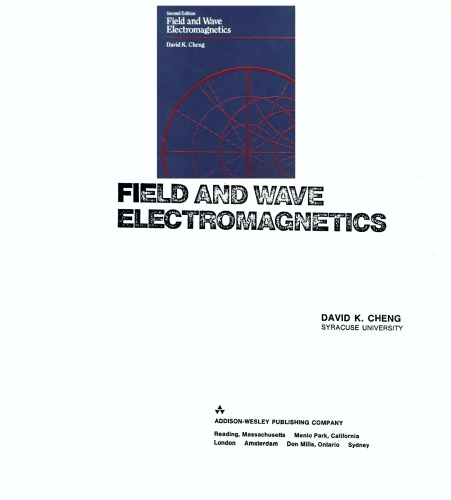 Second Edition
Field and Wave
Electromagnetics
David K. Cheng
FIELD AND WAVE
ELECTROMAGNETICS
DAVID K. CHENG
SYRACUSE UNIVERSITY
ADDISON-WESLEY PUBLISHING COMPANY
Reading, Massachusetts Menlo Park, California
London Amsterdam Don Mills, Ontario Sydney